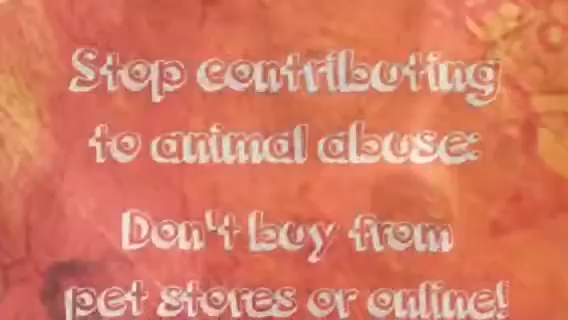 Stop contributing
to animal abuse:
Don't buy from
pet stores or online!